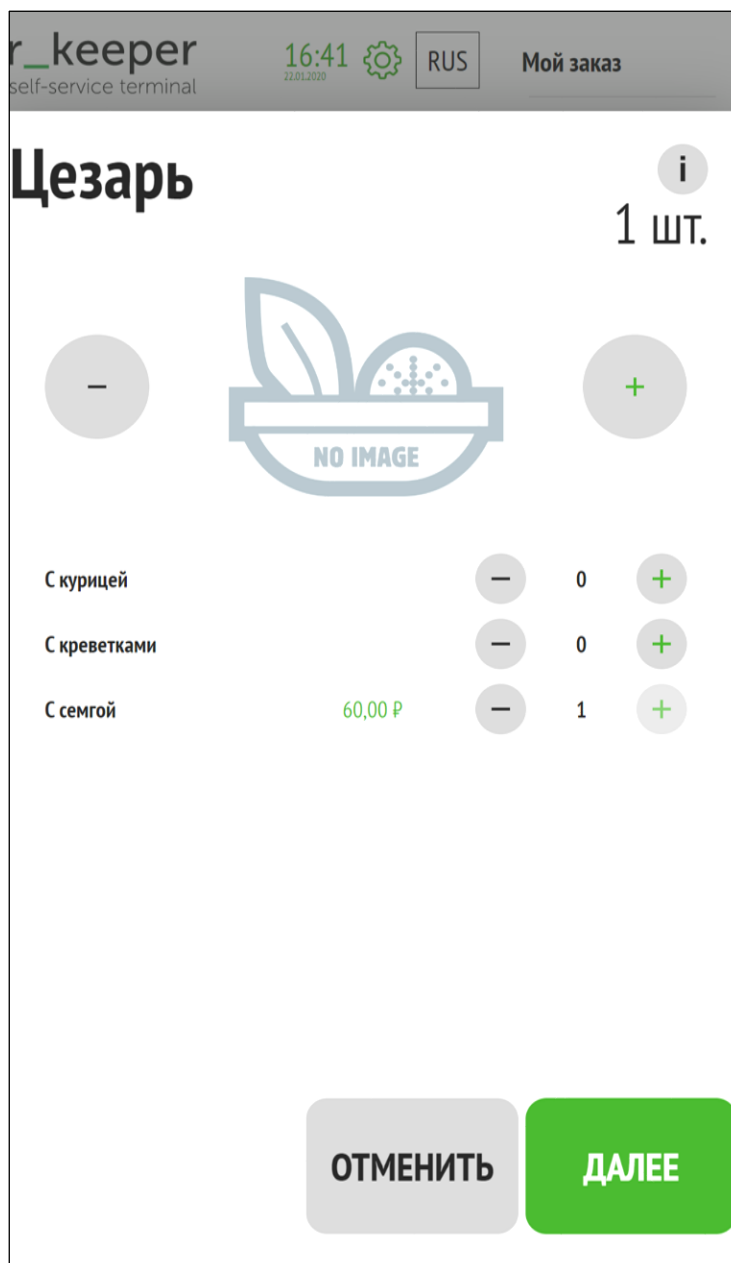 r_keeper
self-service terminal
16:41
22.01.2020
RUS
Мой заказ
Цезарь
i
1 шт.
−
NO IMAGE
+
С курицей − 0 +
С креветками − 0 +
С семгой 60,00 ₽ − 1 +
ОТМЕНИТЬ
ДАЛЕЕ